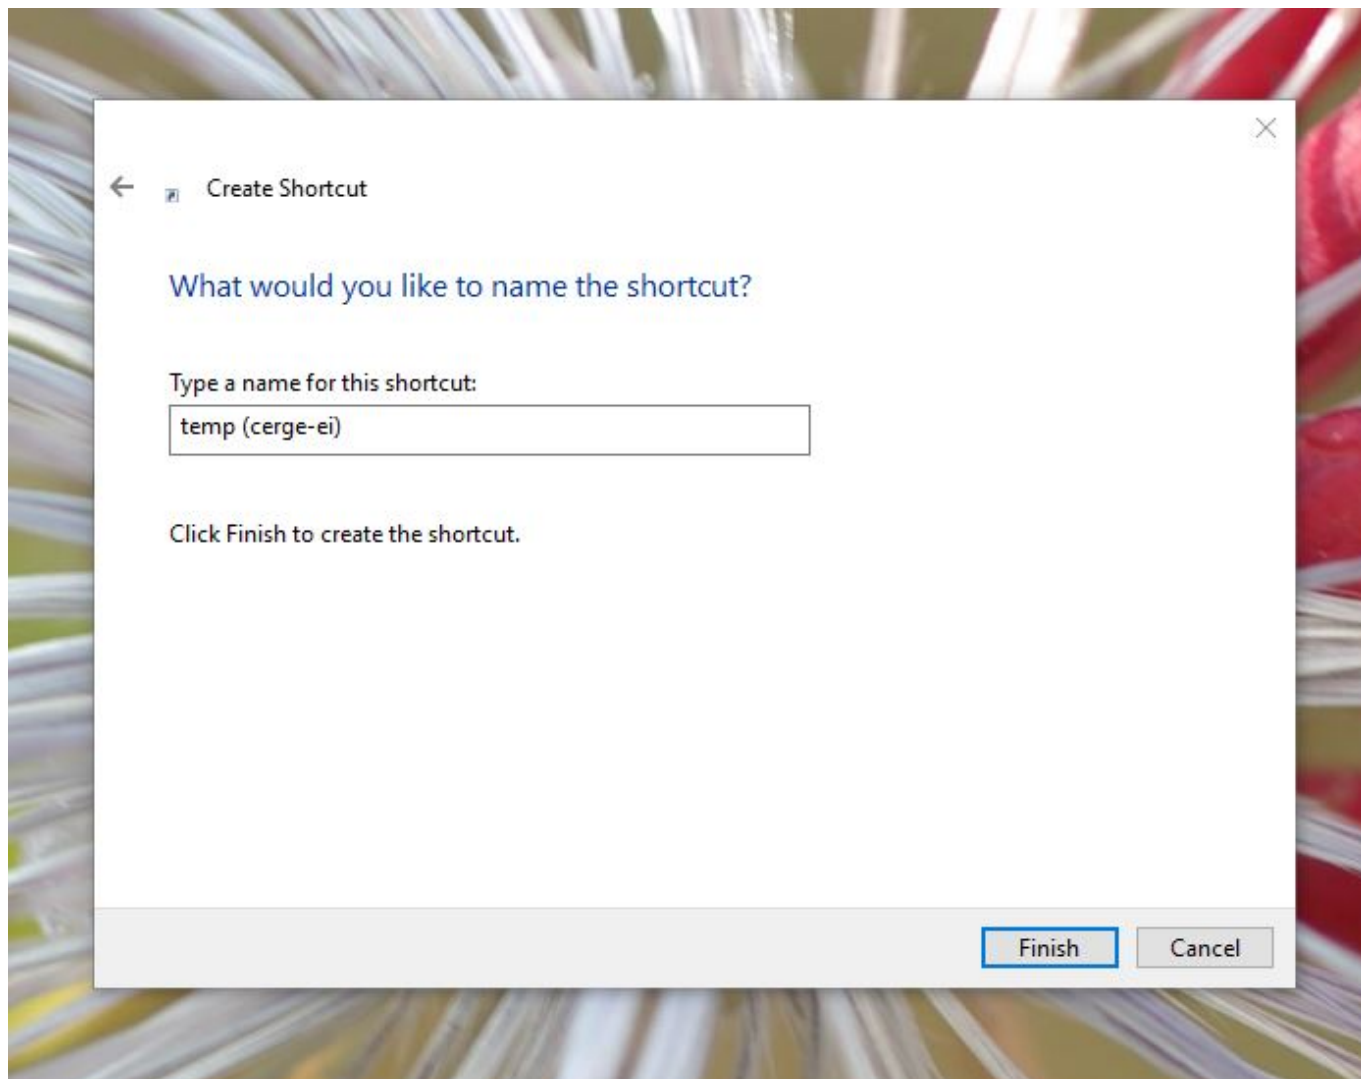 Create Shortcut
What would you like to name the shortcut?
Type a name for this shortcut:
temp (cerge-ei)
Click Finish to create the shortcut.
Finish Cancel